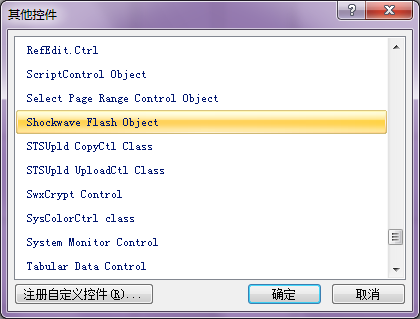 其他控件
RefEdit.Ctrl
ScriptControl Object
Select Page Range Control Object
Shockwave Flash Object
STSUpld CopyCtl Class
STSUpld UploadCtl Class
SwxCrypt Control
SysColorCtrl class
System Monitor Control
Tabular Data Control
注册自定义控件(R)...
确定
取消